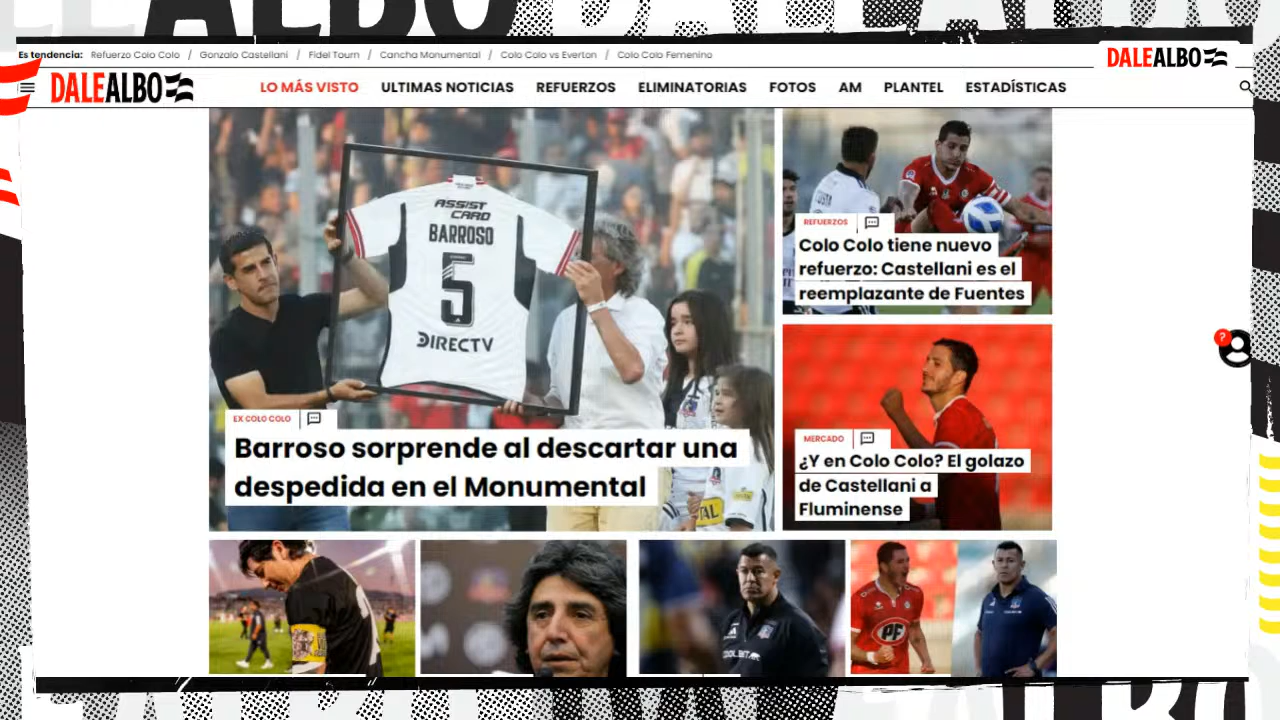 Es tendencia: Refuerzo Colo Colo / Gonzalo Castellani / Fidel Tourn / Cancha Monumental / Colo Colo vs Everton / Colo Colo Femenino
DALEALBO
DALEALBO
LO MÁS VISTO ULTIMAS NOTICIAS REFUERZOS ELIMINATORIAS FOTOS AM PLANTEL ESTADÍSTICAS
ASSIST
CARD
BARROSO
5
DIRECTV
EX COLO COLO
Barroso sorprende al descartar una
despedida en el Monumental
REFUERZOS
Colo Colo tiene nuevo
refuerzo: Castellani es el
reemplazante de Fuentes
MERCADO
¿Y en Colo Colo? El golazo
de Castellani a
Fluminense
?
PF